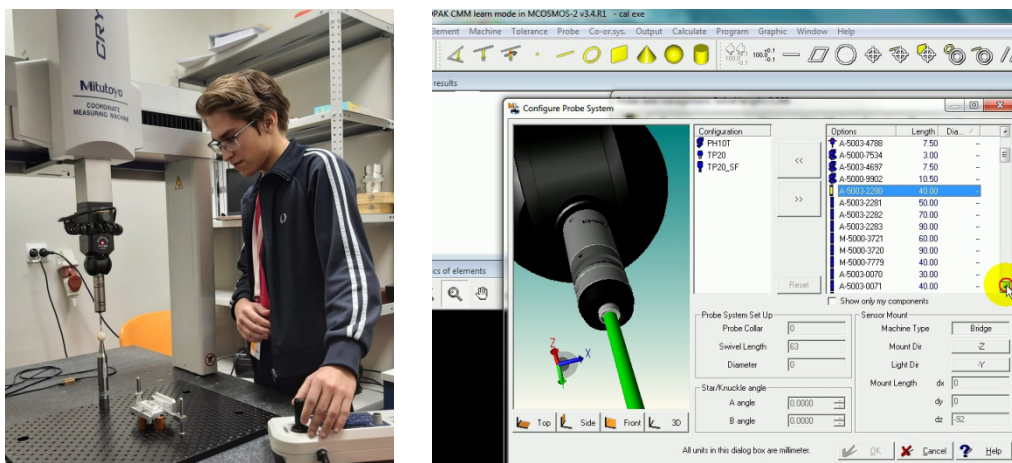 CRY
Mitutoyo
COORDINATE
MEASURING MACHINE
OPAK CMM learn mode in MCOSMOS-2 v3.4.R1 - cal exe
Element Machine Tolerance Probe Co-or.sys. Output Calculate Program Graphic Window Help
results
Configure Probe System
Configuration
PH10T
TP20
TP20_SF
<<
>>
Reset
Options Length Dia...
A-5003-4788 7.50 --
A-5000-7534 3.00 --
A-5003-4697 7.50 --
A-5000-9902 10.50 --
A-5003-2280 40.00 --
A-5003-2281 50.00 --
A-5003-2282 70.00 --
A-5003-2283 90.00 --
M-5000-3721 60.00 --
M-5000-3720 90.00 --
M-5000-7779 40.00 --
A-5003-0070 30.00 --
A-5003-0071 40.00 --
Show only my components
cs of elements
Z
X
Top Side Front 3D
Probe System Set Up
Probe Collar 0
Swivel Length 63
Diameter 0
Star/Knuckle angle
A angle 0.0000
B angle 0.0000
Sensor Mount
Machine Type Bridge
Mount Dir -Z
Light Dir -Y
Mount Length dx 0
dy 0
dz -92
All units in this dialog box are millimeter.
OK Cancel Help